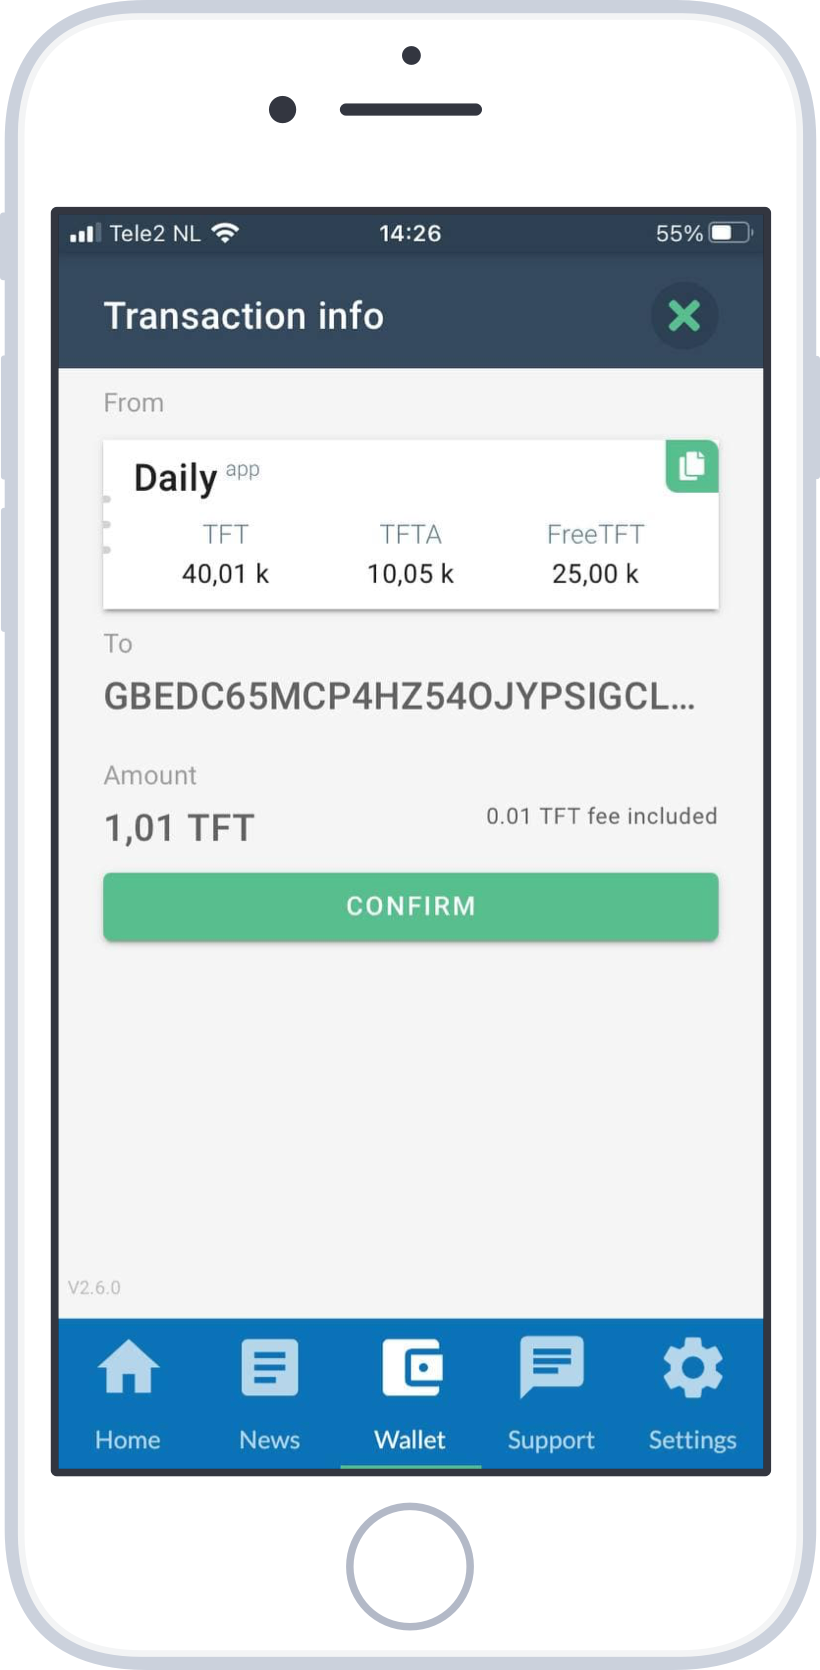 Tele2 NL 14:26 55%
Transaction info
From
Daily app
TFT TFTA FreeTFT
40,01 k 10,05 k 25,00 k
To
GBEDC65MCP4HZ54OJYPSIGCL...
Amount
1,01 TFT 0.01 TFT fee included
CONFIRM
V2.6.0
Home News Wallet Support Settings